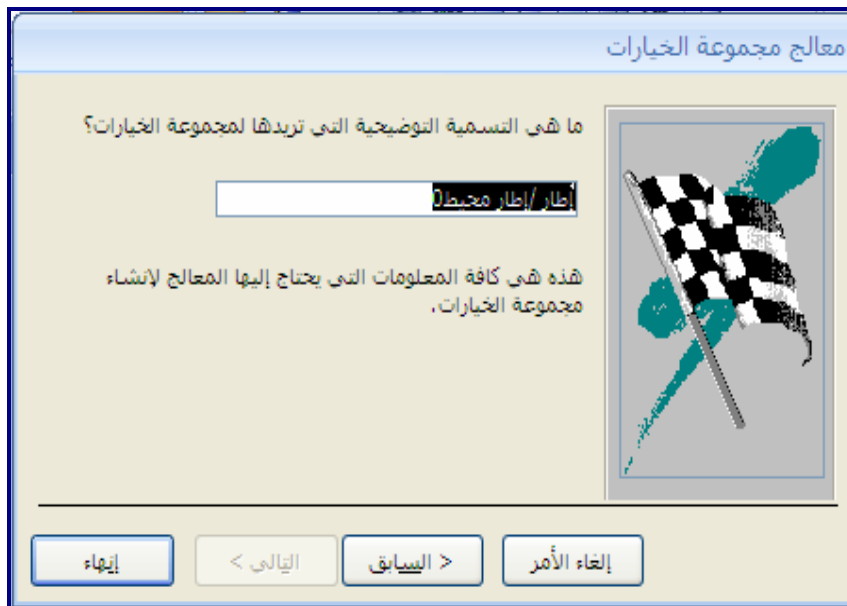 معالج مجموعة الخيارات
ما هي التسمية التوضيحية التي تريدها لمجموعة الخيارات؟
إطار /إطار محيط0
هذه هي كافة المعلومات التي يحتاج إليها المعالج لإنشاء
مجموعة الخيارات.
إلغاء الأمر
< السابق
التالي >
إنهاء